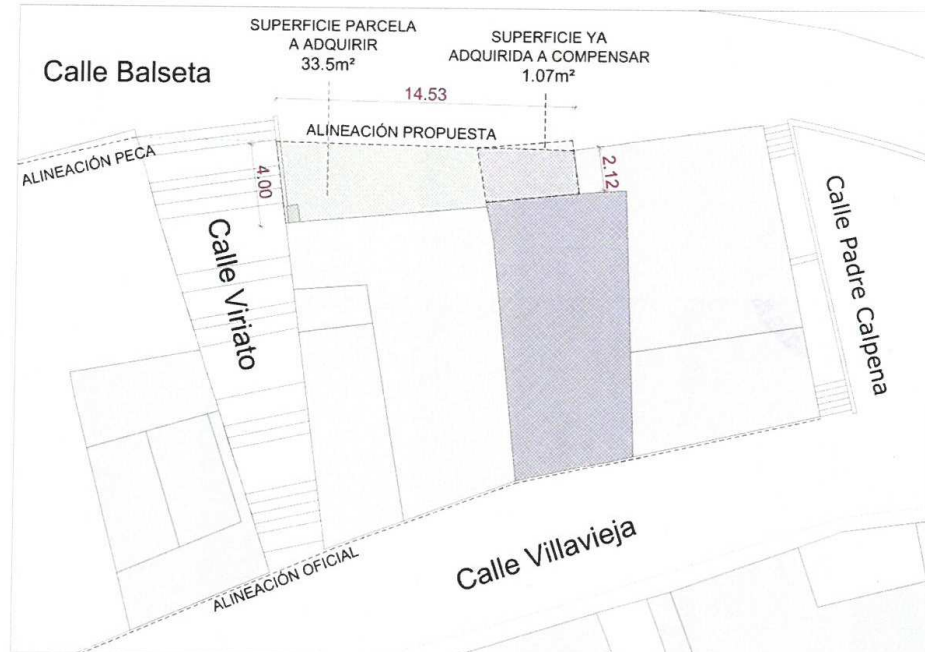 SUPERFICIE PARCELA
A ADQUIRIR
33.5m²
SUPERFICIE YA
ADQUIRIDA A COMPENSAR
1.07m²
Calle Balseta
14.53
ALINEACIÓN PROPUESTA
ALINEACIÓN PECA
4.00
2.12
Calle Viriato
Calle Padre Calpena
Calle Villavieja
ALINEACIÓN OFICIAL